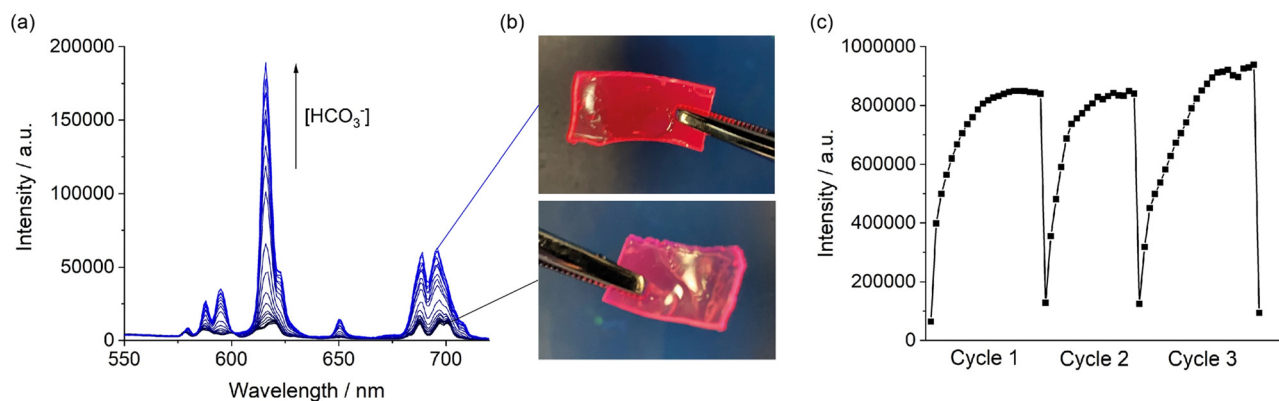 (a)
200000
150000
100000
50000
0
Intensity / a.u.
[HCO₃⁻]
550
600
650
700
Wavelength / nm
(b)
(c)
1000000
800000
600000
400000
2000000
0
Intensity / a.u.
Cycle 1
Cycle 2
Cycle 3